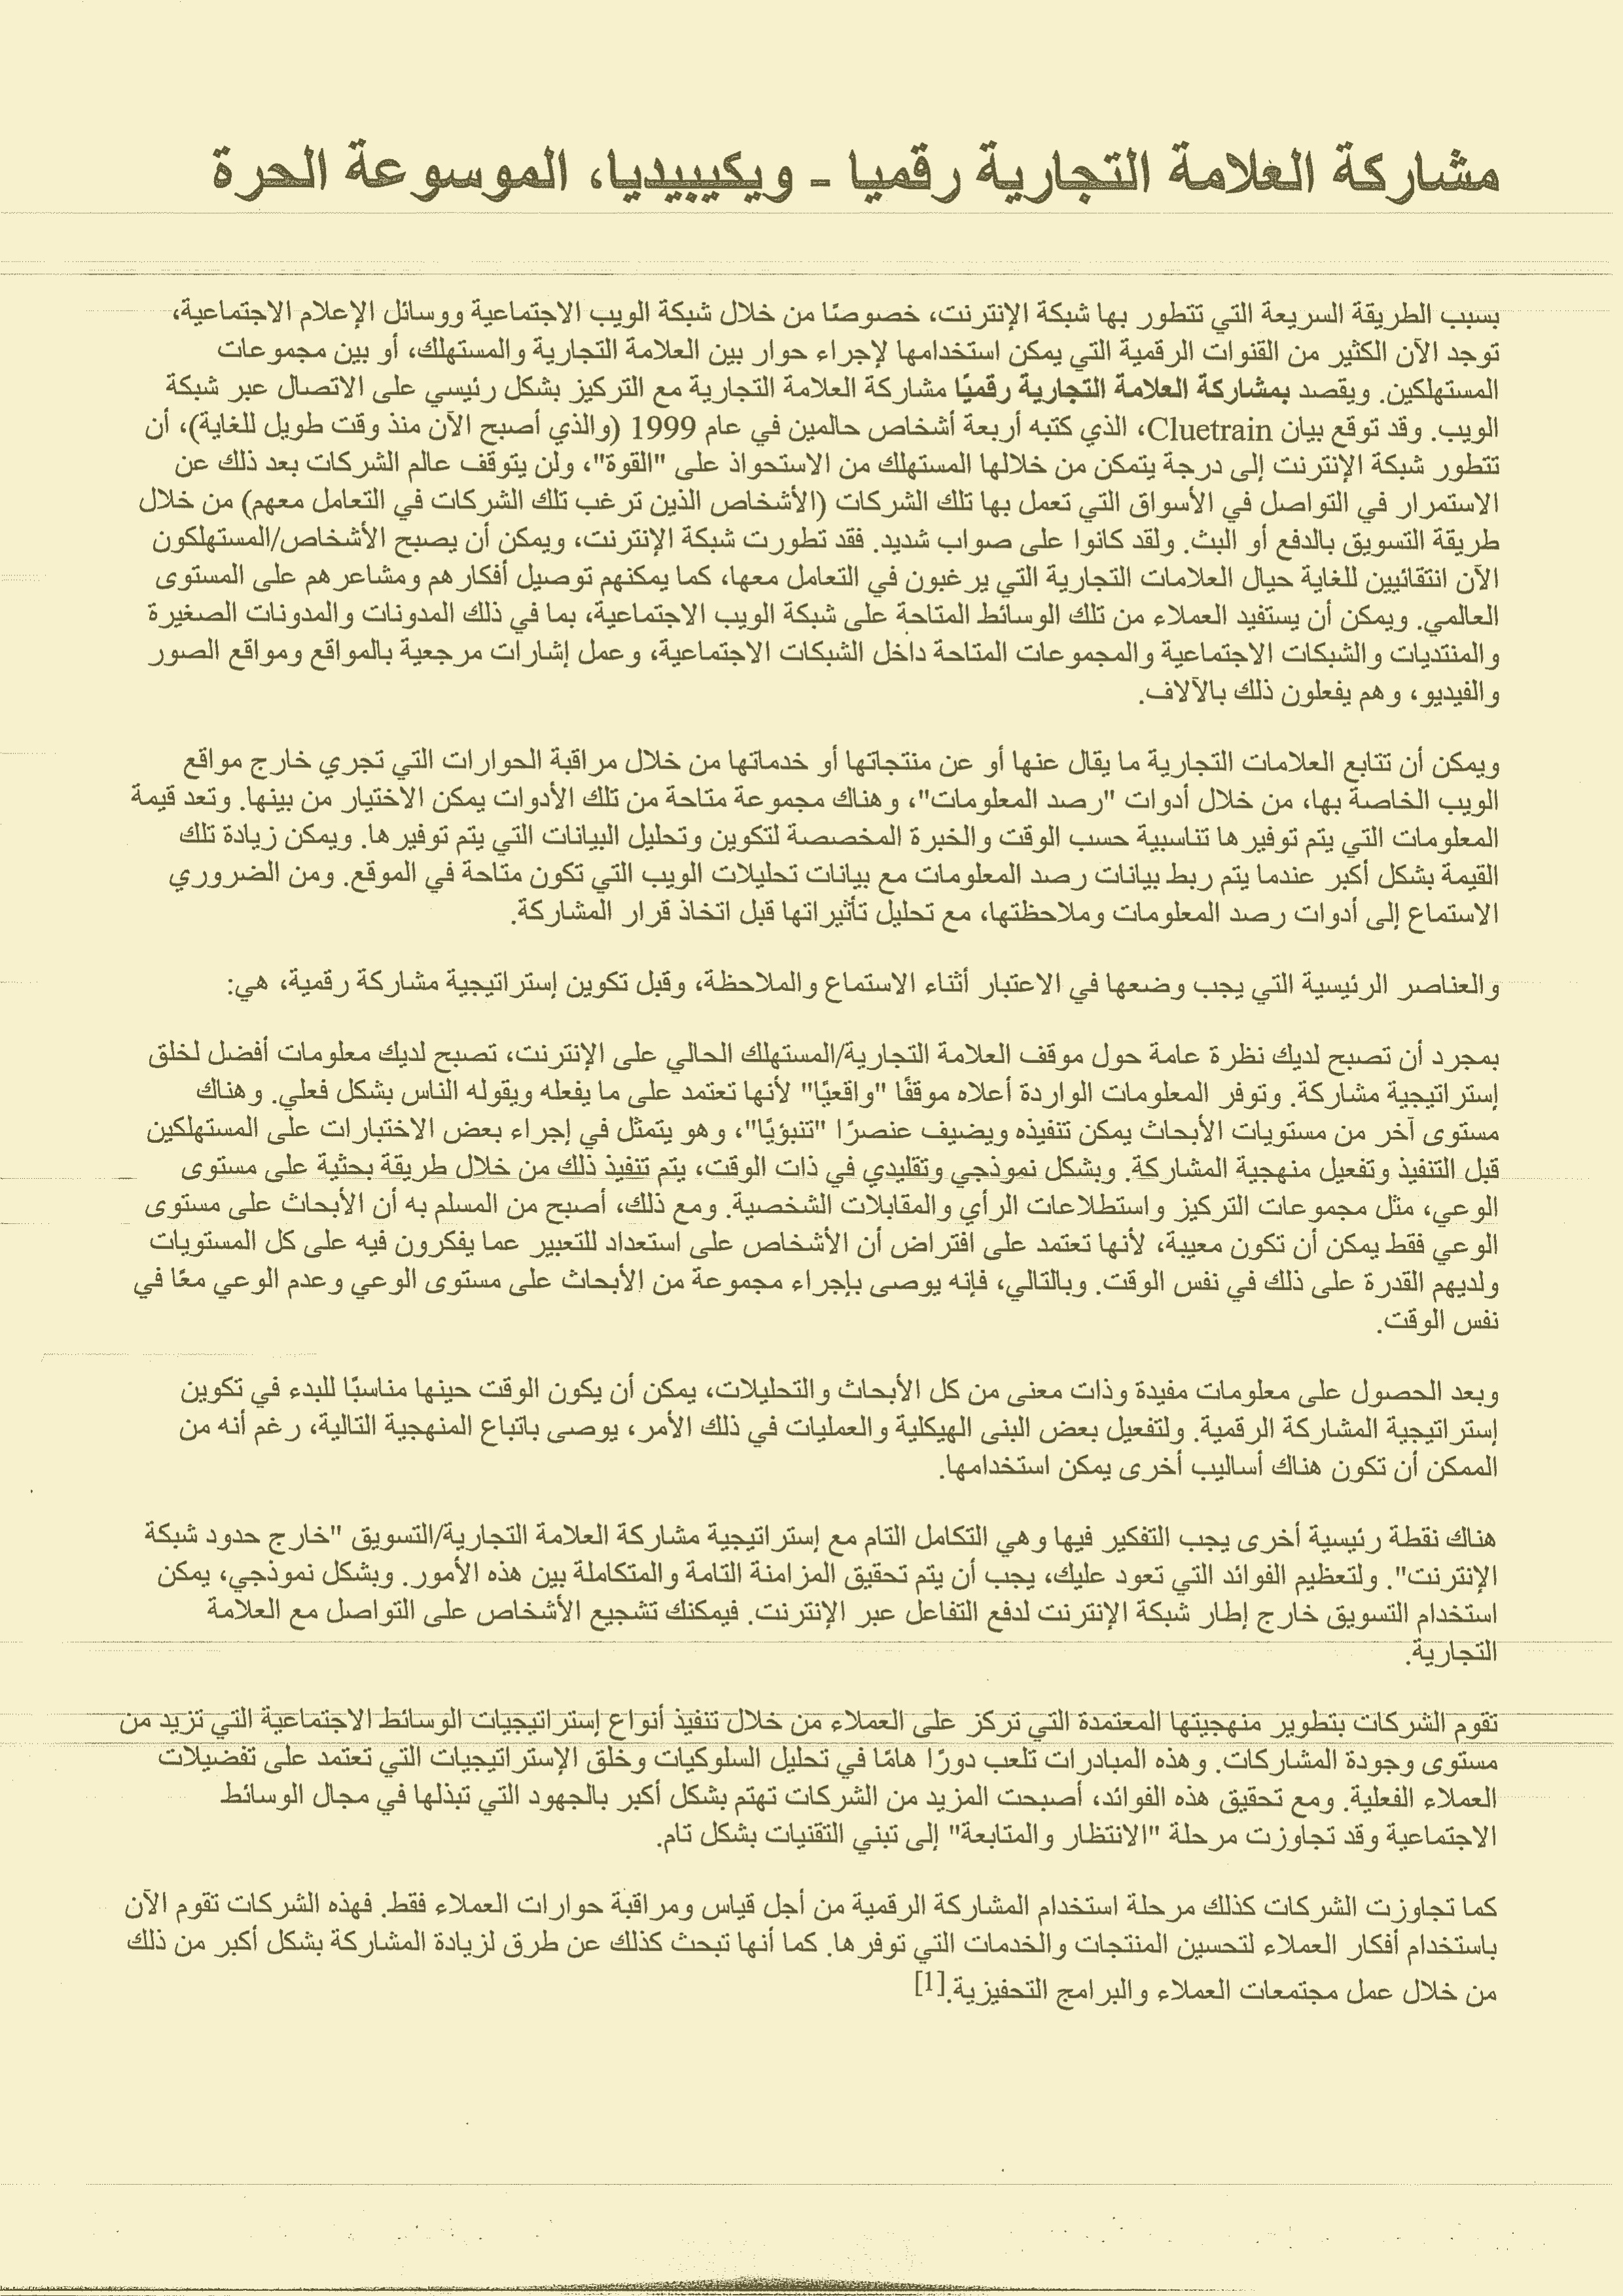 مشاركة العلامة التجارية رقميا - ويكيبيديا، الموسوعة الحرة
بسبب الطريقة السريعة التي تتطور بها شبكة الإنترنت، خصوصًا من خلال شبكة الويب الاجتماعية ووسائل الإعلام الاجتماعية،
توجد الآن الكثير من القنوات الرقمية التي يمكن استخدامها لإجراء حوار بين العلامة التجارية والمستهلك، أو بين مجموعات
المستهلكين. ويقصد بمشاركة العلامة التجارية رقميًا مشاركة العلامة التجارية مع التركيز بشكل رئيسي على الاتصال عبر شبكة
الويب. وقد توقع بيان Cluetrain، الذي كتبه أربعة أشخاص حالمين في عام 1999 (والذي أصبح الآن منذ وقت طويل للغاية)، أن
تتطور شبكة الإنترنت إلى درجة يتمكن من خلالها المستهلك من الاستحواذ على "القوة"، ولن يتوقف عالم الشركات بعد ذلك عن
الاستمرار في التواصل في الأسواق التي تعمل بها تلك الشركات (الأشخاص الذين ترغب تلك الشركات في التعامل معهم) من خلال
طريقة التسويق بالدفع أو البث. ولقد كانوا على صواب شديد. فقد تطورت شبكة الإنترنت، ويمكن أن يصبح الأشخاص/المستهلكون
الآن انتقائيين للغاية حيال العلامات التجارية التي يرغبون في التعامل معها، كما يمكنهم توصيل أفكارهم ومشاعرهم على المستوى
العالمي. ويمكن أن يستفيد العملاء من تلك الوسائط المتاحة على شبكة الويب الاجتماعية، بما في ذلك المدونات والمدونات الصغيرة
والمنتديات والشبكات الاجتماعية والمجموعات المتاحة داخل الشبكات الاجتماعية، وعمل إشارات مرجعية بالمواقع ومواقع الصور
والفيديو، وهم يفعلون ذلك بالآلاف.
ويمكن أن تتابع العلامات التجارية ما يقال عنها أو عن منتجاتها أو خدماتها من خلال مراقبة الحوارات التي تجري خارج مواقع
الويب الخاصة بها، من خلال أدوات "رصد المعلومات"، وهناك مجموعة متاحة من تلك الأدوات يمكن الاختيار من بينها. وتعد قيمة
المعلومات التي يتم توفيرها تناسبية حسب الوقت والخبرة المخصصة لتكوين وتحليل البيانات التي يتم توفيرها. ويمكن زيادة تلك
القيمة بشكل أكبر عندما يتم ربط بيانات رصد المعلومات مع بيانات تحليلات الويب التي تكون متاحة في الموقع. ومن الضروري
الاستماع إلى أدوات رصد المعلومات وملاحظتها، مع تحليل تأثيراتها قبل اتخاذ قرار المشاركة.
والعناصر الرئيسية التي يجب وضعها في الاعتبار أثناء الاستماع والملاحظة، وقبل تكوين إستراتيجية مشاركة رقمية، هي:
بمجرد أن تصبح لديك نظرة عامة حول موقف العلامة التجارية/المستهلك الحالي على الإنترنت، تصبح لديك معلومات أفضل لخلق
إستراتيجية مشاركة. وتوفر المعلومات الواردة أعلاه موقفًا "واقعيًا" لأنها تعتمد على ما يفعله ويقوله الناس بشكل فعلي. وهناك
مستوى آخر من مستويات الأبحاث يمكن تنفيذه ويضيف عنصرًا "تنبؤيًا"، وهو يتمثل في إجراء بعض الاختبارات على المستهلكين
قبل التنفيذ وتفعيل منهجية المشاركة. وبشكل نموذجي وتقليدي في ذات الوقت، يتم تنفيذ ذلك من خلال طريقة بحثية على مستوى
الوعي، مثل مجموعات التركيز واستطلاعات الرأي والمقابلات الشخصية. ومع ذلك، أصبح من المسلم به أن الأبحاث على مستوى
الوعي فقط يمكن أن تكون معيبة، لأنها تعتمد على افتراض أن الأشخاص على استعداد للتعبير عما يفكرون فيه على كل المستويات
ولديهم القدرة على ذلك في نفس الوقت. وبالتالي، فإنه يوصى بإجراء مجموعة من الأبحاث على مستوى الوعي وعدم الوعي معًا في
نفس الوقت.
وبعد الحصول على معلومات مفيدة وذات معنى من كل الأبحاث والتحليلات، يمكن أن يكون الوقت حينها مناسبًا للبدء في تكوين
إستراتيجية المشاركة الرقمية. ولتفعيل بعض البنى الهيكلية والعمليات في ذلك الأمر، يوصى باتباع المنهجية التالية، رغم أنه من
الممكن أن تكون هناك أساليب أخرى يمكن استخدامها.
هناك نقطة رئيسية أخرى يجب التفكير فيها وهي التكامل التام مع إستراتيجية مشاركة العلامة التجارية/التسويق "خارج حدود شبكة
الإنترنت". ولتعظيم الفوائد التي تعود عليك، يجب أن يتم تحقيق المزامنة التامة والمتكاملة بين هذه الأمور. وبشكل نموذجي، يمكن
استخدام التسويق خارج إطار شبكة الإنترنت لدفع التفاعل عبر الإنترنت. فيمكنك تشجيع الأشخاص على التواصل مع العلامة
التجارية.
تقوم الشركات بتطوير منهجيتها المعتمدة التي تركز على العملاء من خلال تنفيذ أنواع إستراتيجيات الوسائط الاجتماعية التي تزيد من
مستوى وجودة المشاركات. وهذه المبادرات تلعب دورًا هامًا في تحليل السلوكيات وخلق الإستراتيجيات التي تعتمد على تفضيلات
العملاء الفعلية. ومع تحقيق هذه الفوائد، أصبحت المزيد من الشركات تهتم بشكل أكبر بالجهود التي تبذلها في مجال الوسائط
الاجتماعية وقد تجاوزت مرحلة "الانتظار والمتابعة" إلى تبني التقنيات بشكل تام.
كما تجاوزت الشركات كذلك مرحلة استخدام المشاركة الرقمية من أجل قياس ومراقبة حوارات العملاء فقط. فهذه الشركات تقوم الآن
باستخدام أفكار العملاء لتحسين المنتجات والخدمات التي توفرها. كما أنها تبحث كذلك عن طرق لزيادة المشاركة بشكل أكبر من ذلك
من خلال عمل مجتمعات العملاء والبرامج التحفيزية.[1]